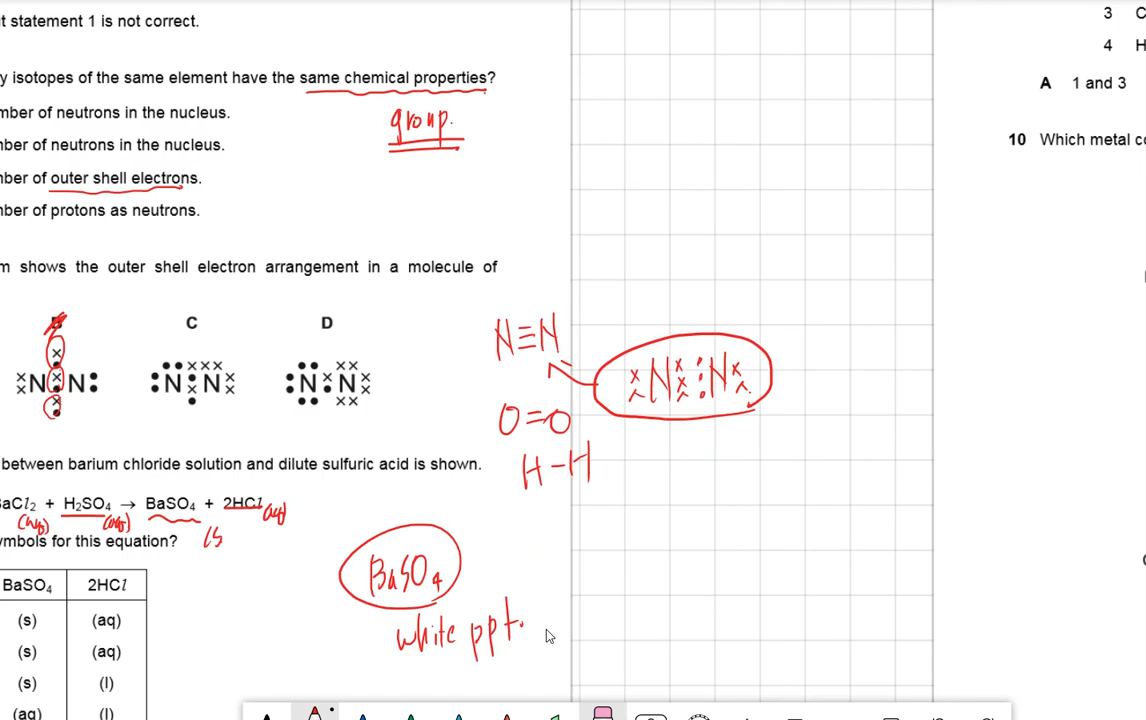 t statement 1 is not correct.
y isotopes of the same element have the same chemical properties?
mber of neutrons in the nucleus.
group.
mber of neutrons in the nucleus.
mber of outer shell electrons.
mber of protons as neutrons.
m shows the outer shell electron arrangement in a molecule of
C D
N N N N N N
N≡N
N N
O=O
H-H
between barium chloride solution and dilute sulfuric acid is shown.
BaCl₂ + H₂SO₄ → BaSO₄ + 2HCl (aq)
(aq) (aq) (s
ymbols for this equation?
BaSO₄ 2HCl
(s) (aq)
(s) (aq)
(s) (l)
(aq) (l)
BaSO₄
white ppt.
3 C
4 H
A 1 and 3
10 Which metal c